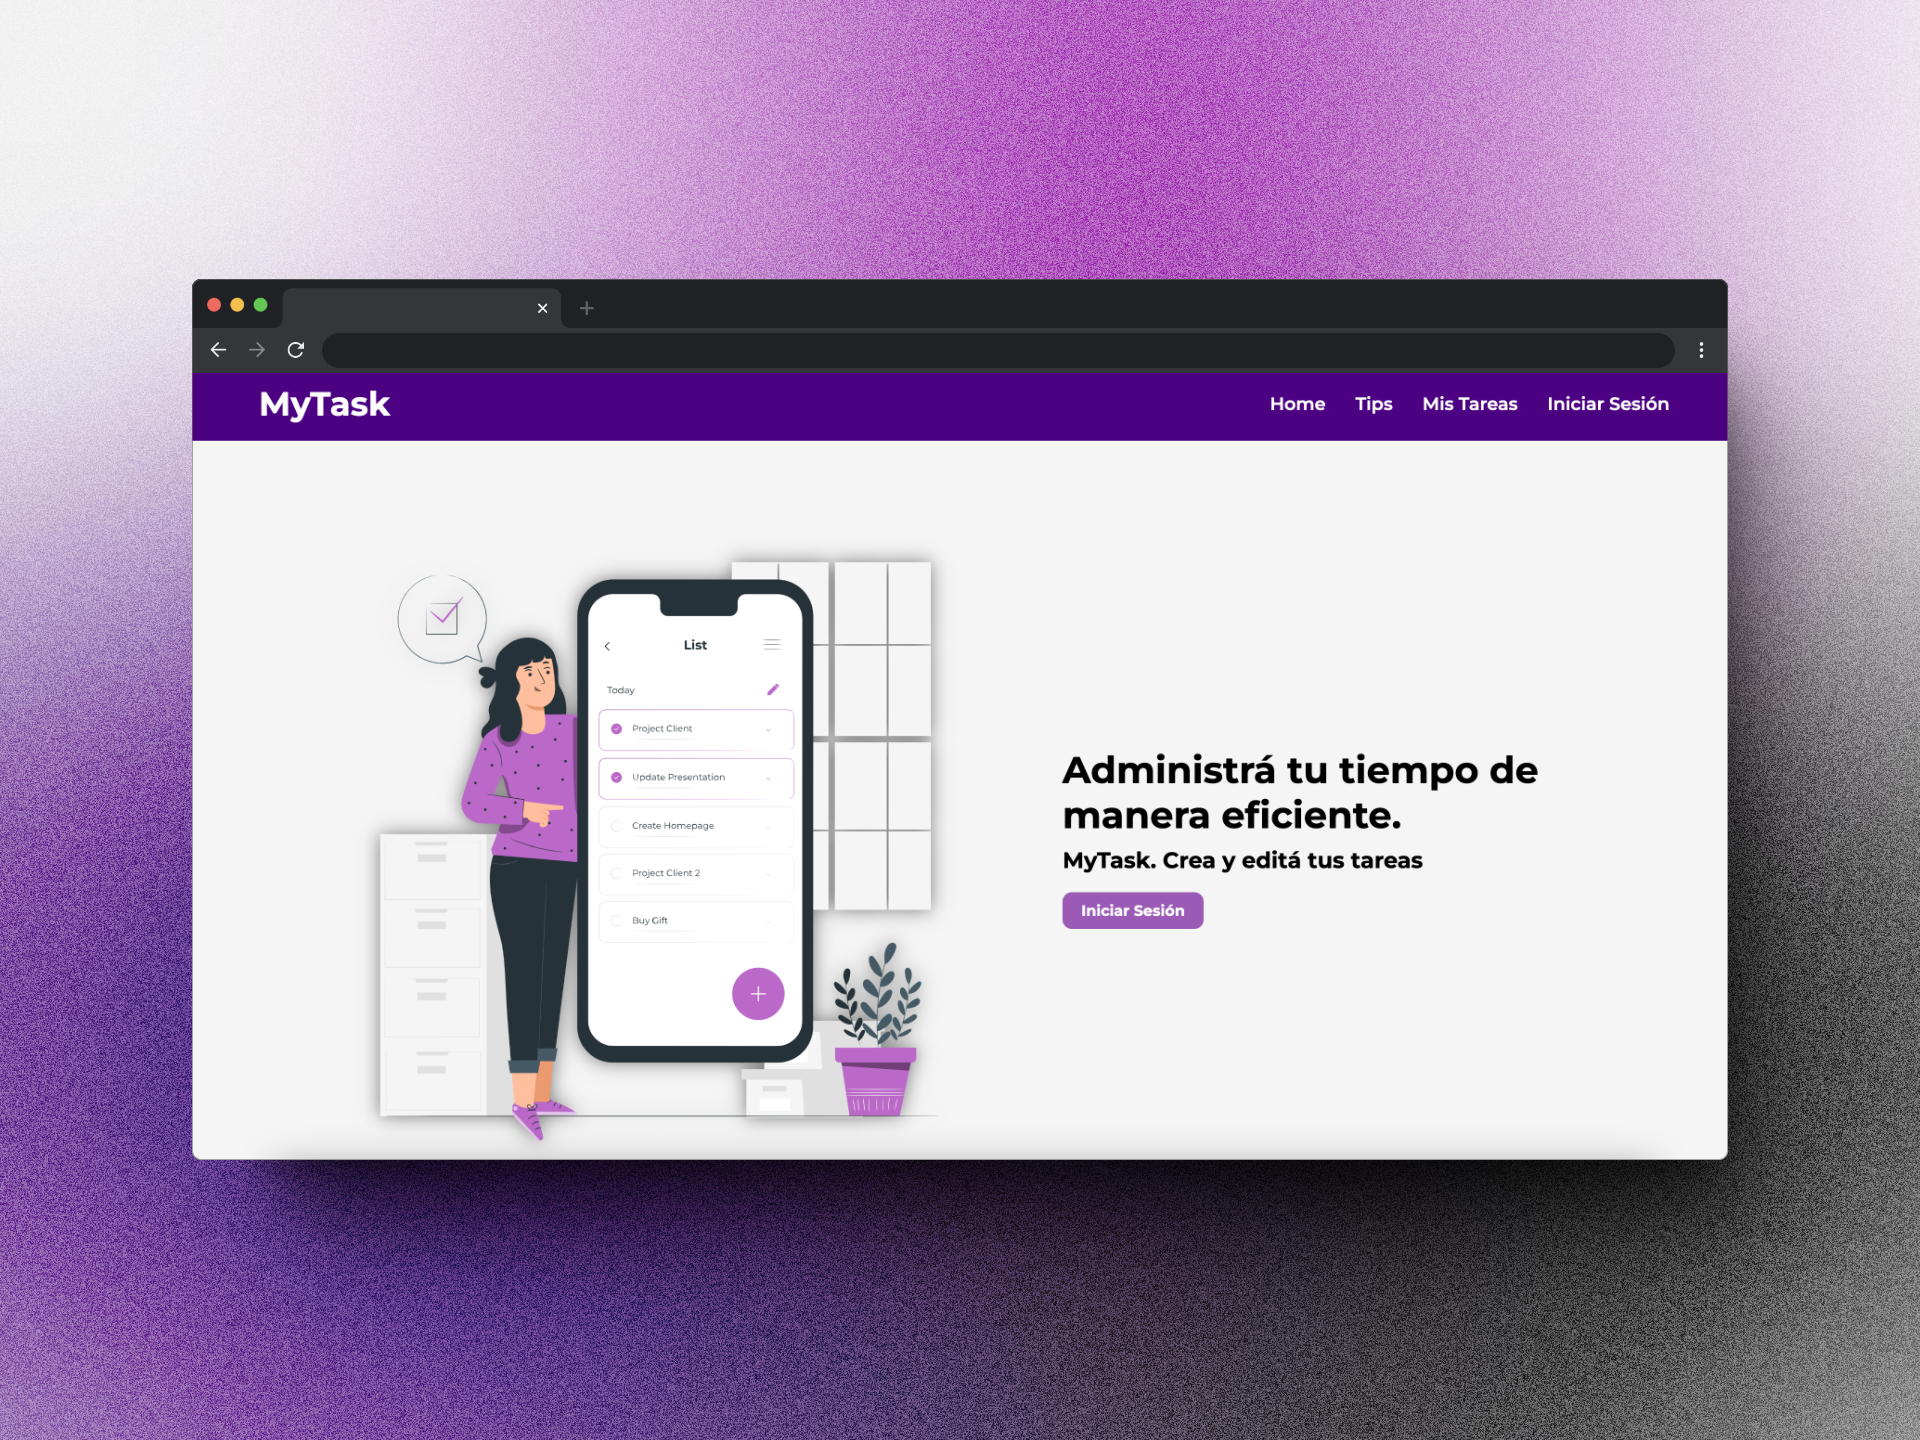 MyTask
Home Tips Mis Tareas Iniciar Sesión
List
Today
Project Client
Update Presentation
Create Homepage
Project Client 2
Buy Gift
Administrá tu tiempo de
manera eficiente.
MyTask. Crea y editá tus tareas
Iniciar Sesión